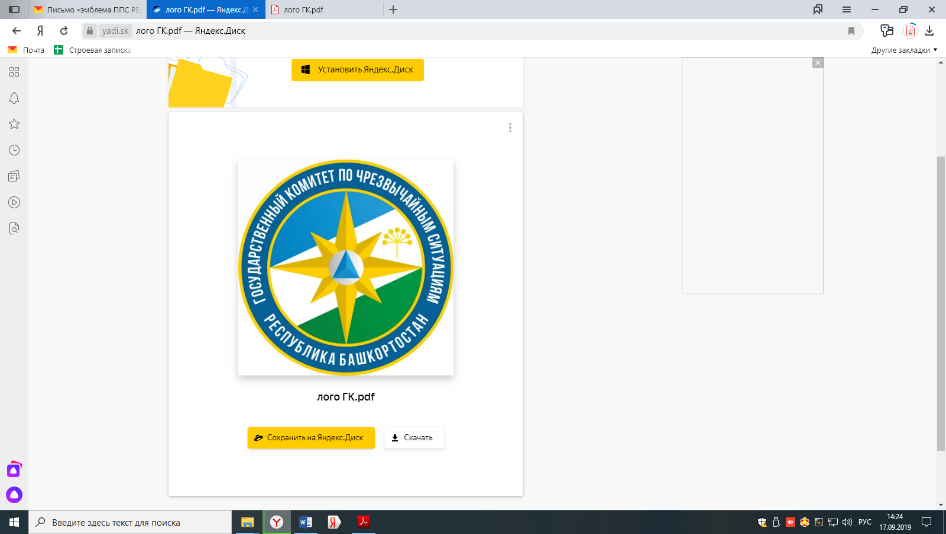 Письмо «эмблема ППС РБ
лого ГК.pdf — Яндекс.Д
лого ГК.pdf
yadi.sk
лого ГК.pdf — Яндекс.Диск
Почта
Строевая записка
Другие закладки
Установить Яндекс.Диск
ГОСУДАРСТВЕННЫЙ КОМИТЕТ ПО ЧРЕЗВЫЧАЙНЫМ СИТУАЦИЯМ
РЕСПУБЛИКА БАШКОРТОСТАН
лого ГК.pdf
Сохранить на Яндекс.Диск
Скачать
Введите здесь текст для поиска
РУС
14:24
17.09.2019